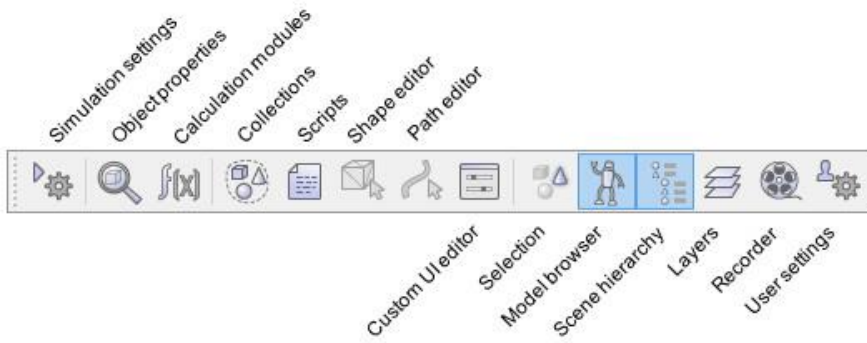 Simulation settings
Object properties
Calculation modules
Collections
Scripts
Shape editor
Path editor
f(x)
Custom UI editor
Selection
Model browser
Scene hierarchy
Layers
Recorder
User settings